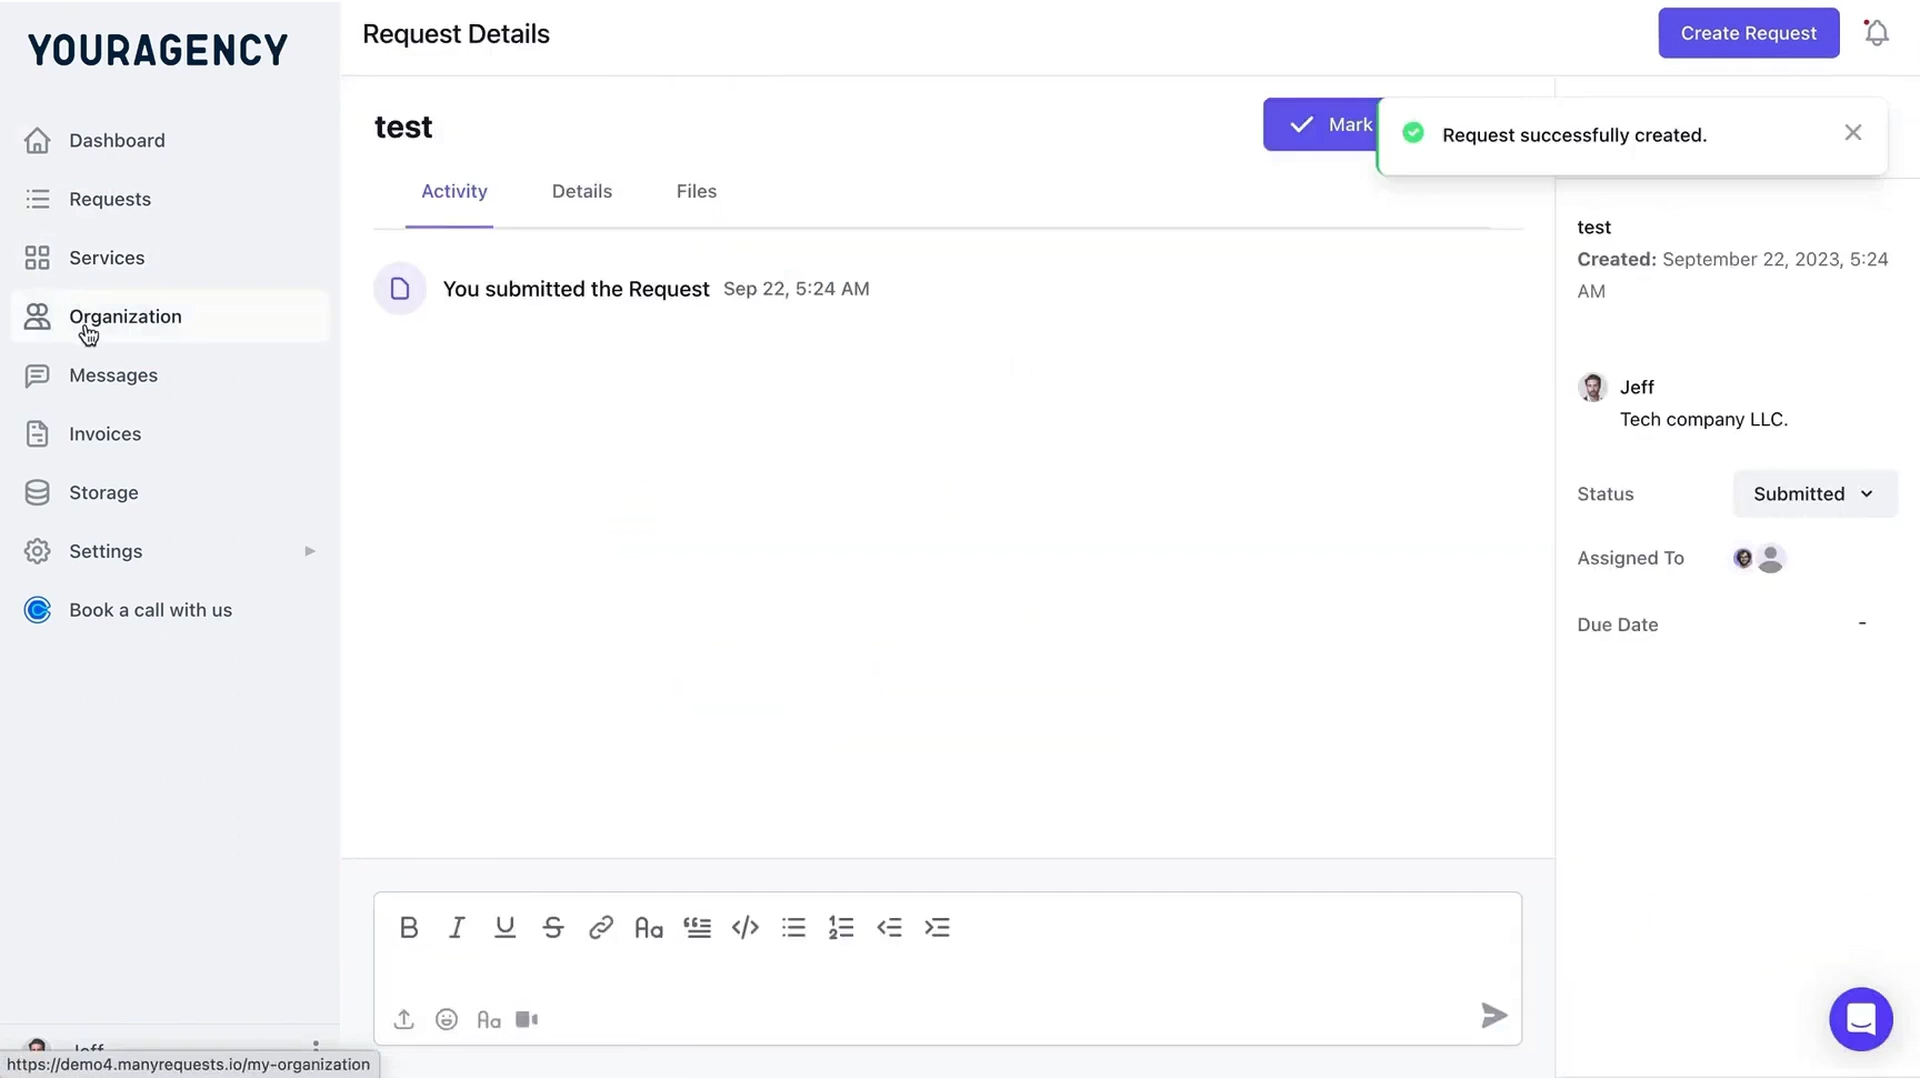 YOURAGENCY
Dashboard
Requests
Services
Organization
Messages
Invoices
Storage
Settings
Book a call with us
Jeff
https://demo4.manyrequests.io/my-organization
Request Details
Create Request
test
Mark
Request successfully created.
Activity
Details
Files
You submitted the Request Sep 22, 5:24 AM
test
Created: September 22, 2023, 5:24
AM
Jeff
Tech company LLC.
Status
Submitted
Assigned To
Due Date
-
B I U S Aa </>
Aa